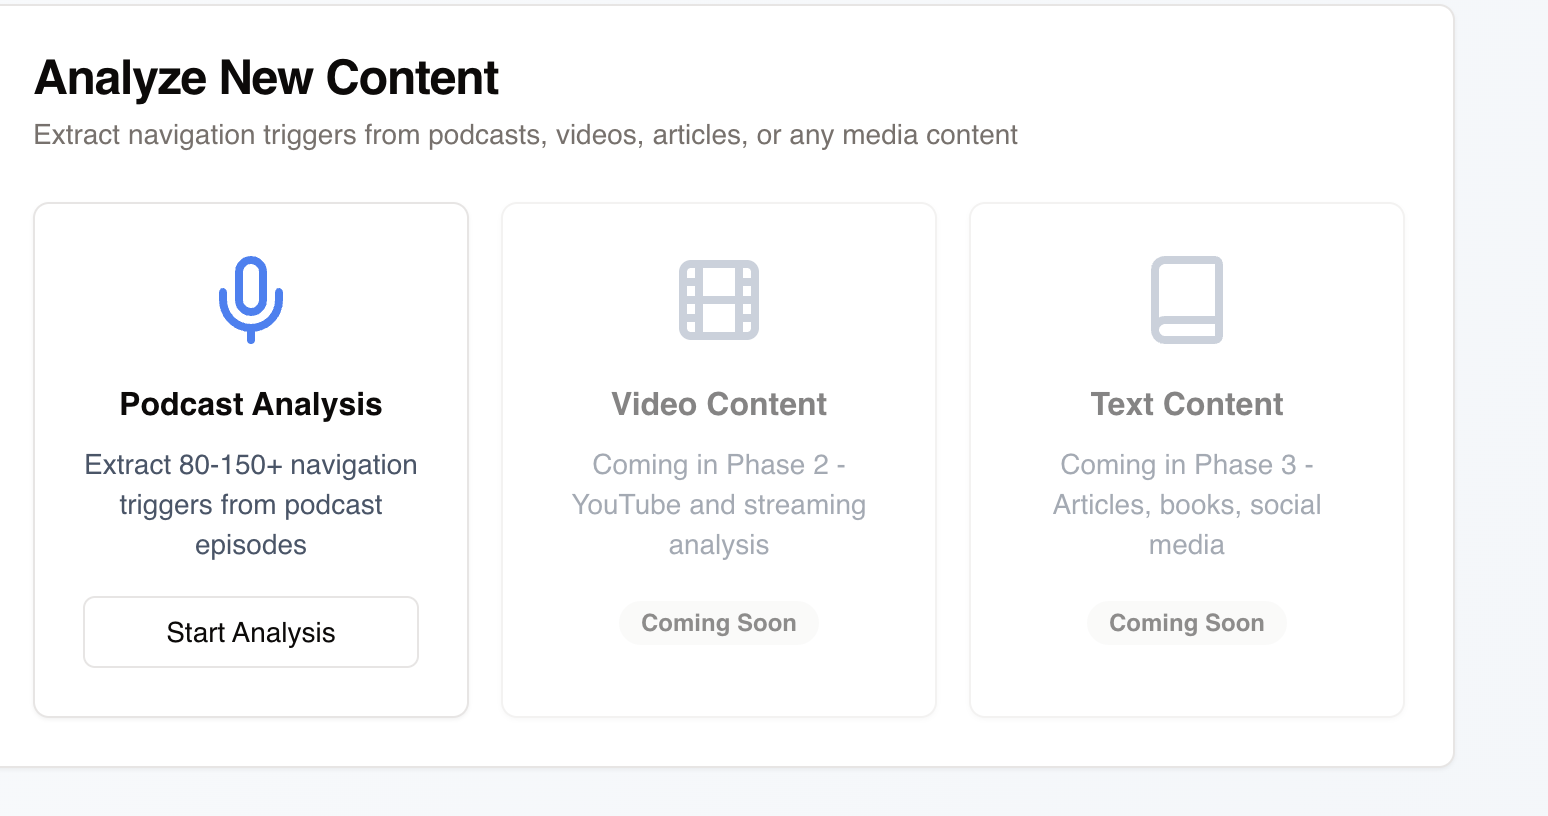 Analyze New Content
Extract navigation triggers from podcasts, videos, articles, or any media content
Podcast Analysis
Extract 80-150+ navigation
triggers from podcast
episodes
Start Analysis
Video Content
Coming in Phase 2 -
YouTube and streaming
analysis
Coming Soon
Text Content
Coming in Phase 3 -
Articles, books, social
media
Coming Soon